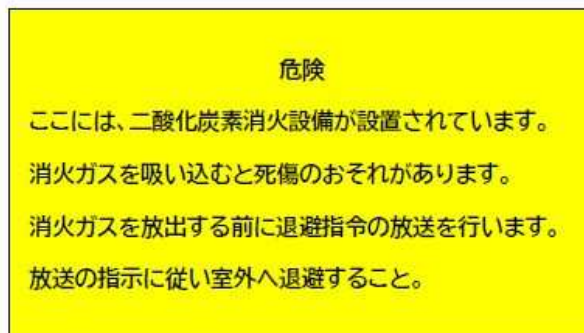 危険
ここには、二酸化炭素消火設備が設置されています。
消火ガスを吸い込むと死傷のおそれがあります。
消火ガスを放出する前に退避指令の放送を行います。
放送の指示に従い室外へ退避すること。